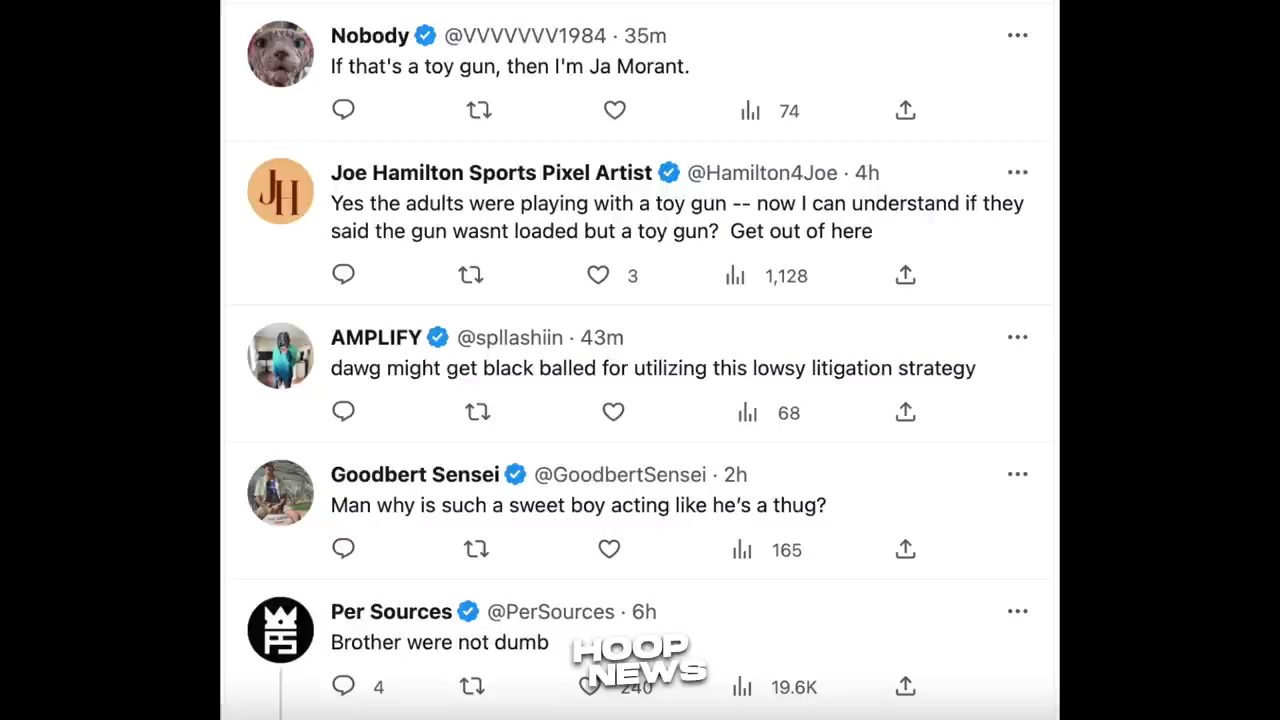 Nobody @VVVVVVV1984 · 35m
If that's a toy gun, then I'm Ja Morant.
74
JH
Joe Hamilton Sports Pixel Artist @Hamilton4Joe · 4h
Yes the adults were playing with a toy gun -- now I can understand if they
said the gun wasnt loaded but a toy gun? Get out of here
3 1,128
AMPLIFY @spllashiin · 43m
dawg might get black balled for utilizing this lowsy litigation strategy
68
Goodbert Sensei @GoodbertSensei · 2h
Man why is such a sweet boy acting like he's a thug?
165
Per Sources @PerSources · 6h
Brother were not dumb
HOOP
NEWS
4 240 19.6K